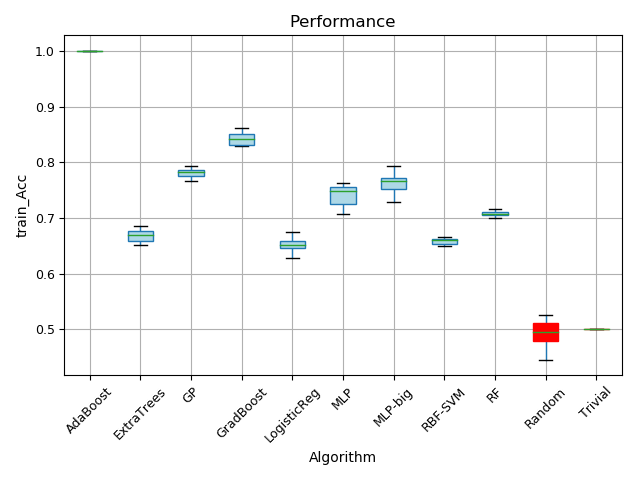 Performance
train_Acc
1.0
0.9
0.8
0.7
0.6
0.5
AdaBoost
ExtraTrees
GP
GradBoost
LogisticReg
MLP
MLP-big
RBF-SVM
RF
Random
Trivial
Algorithm